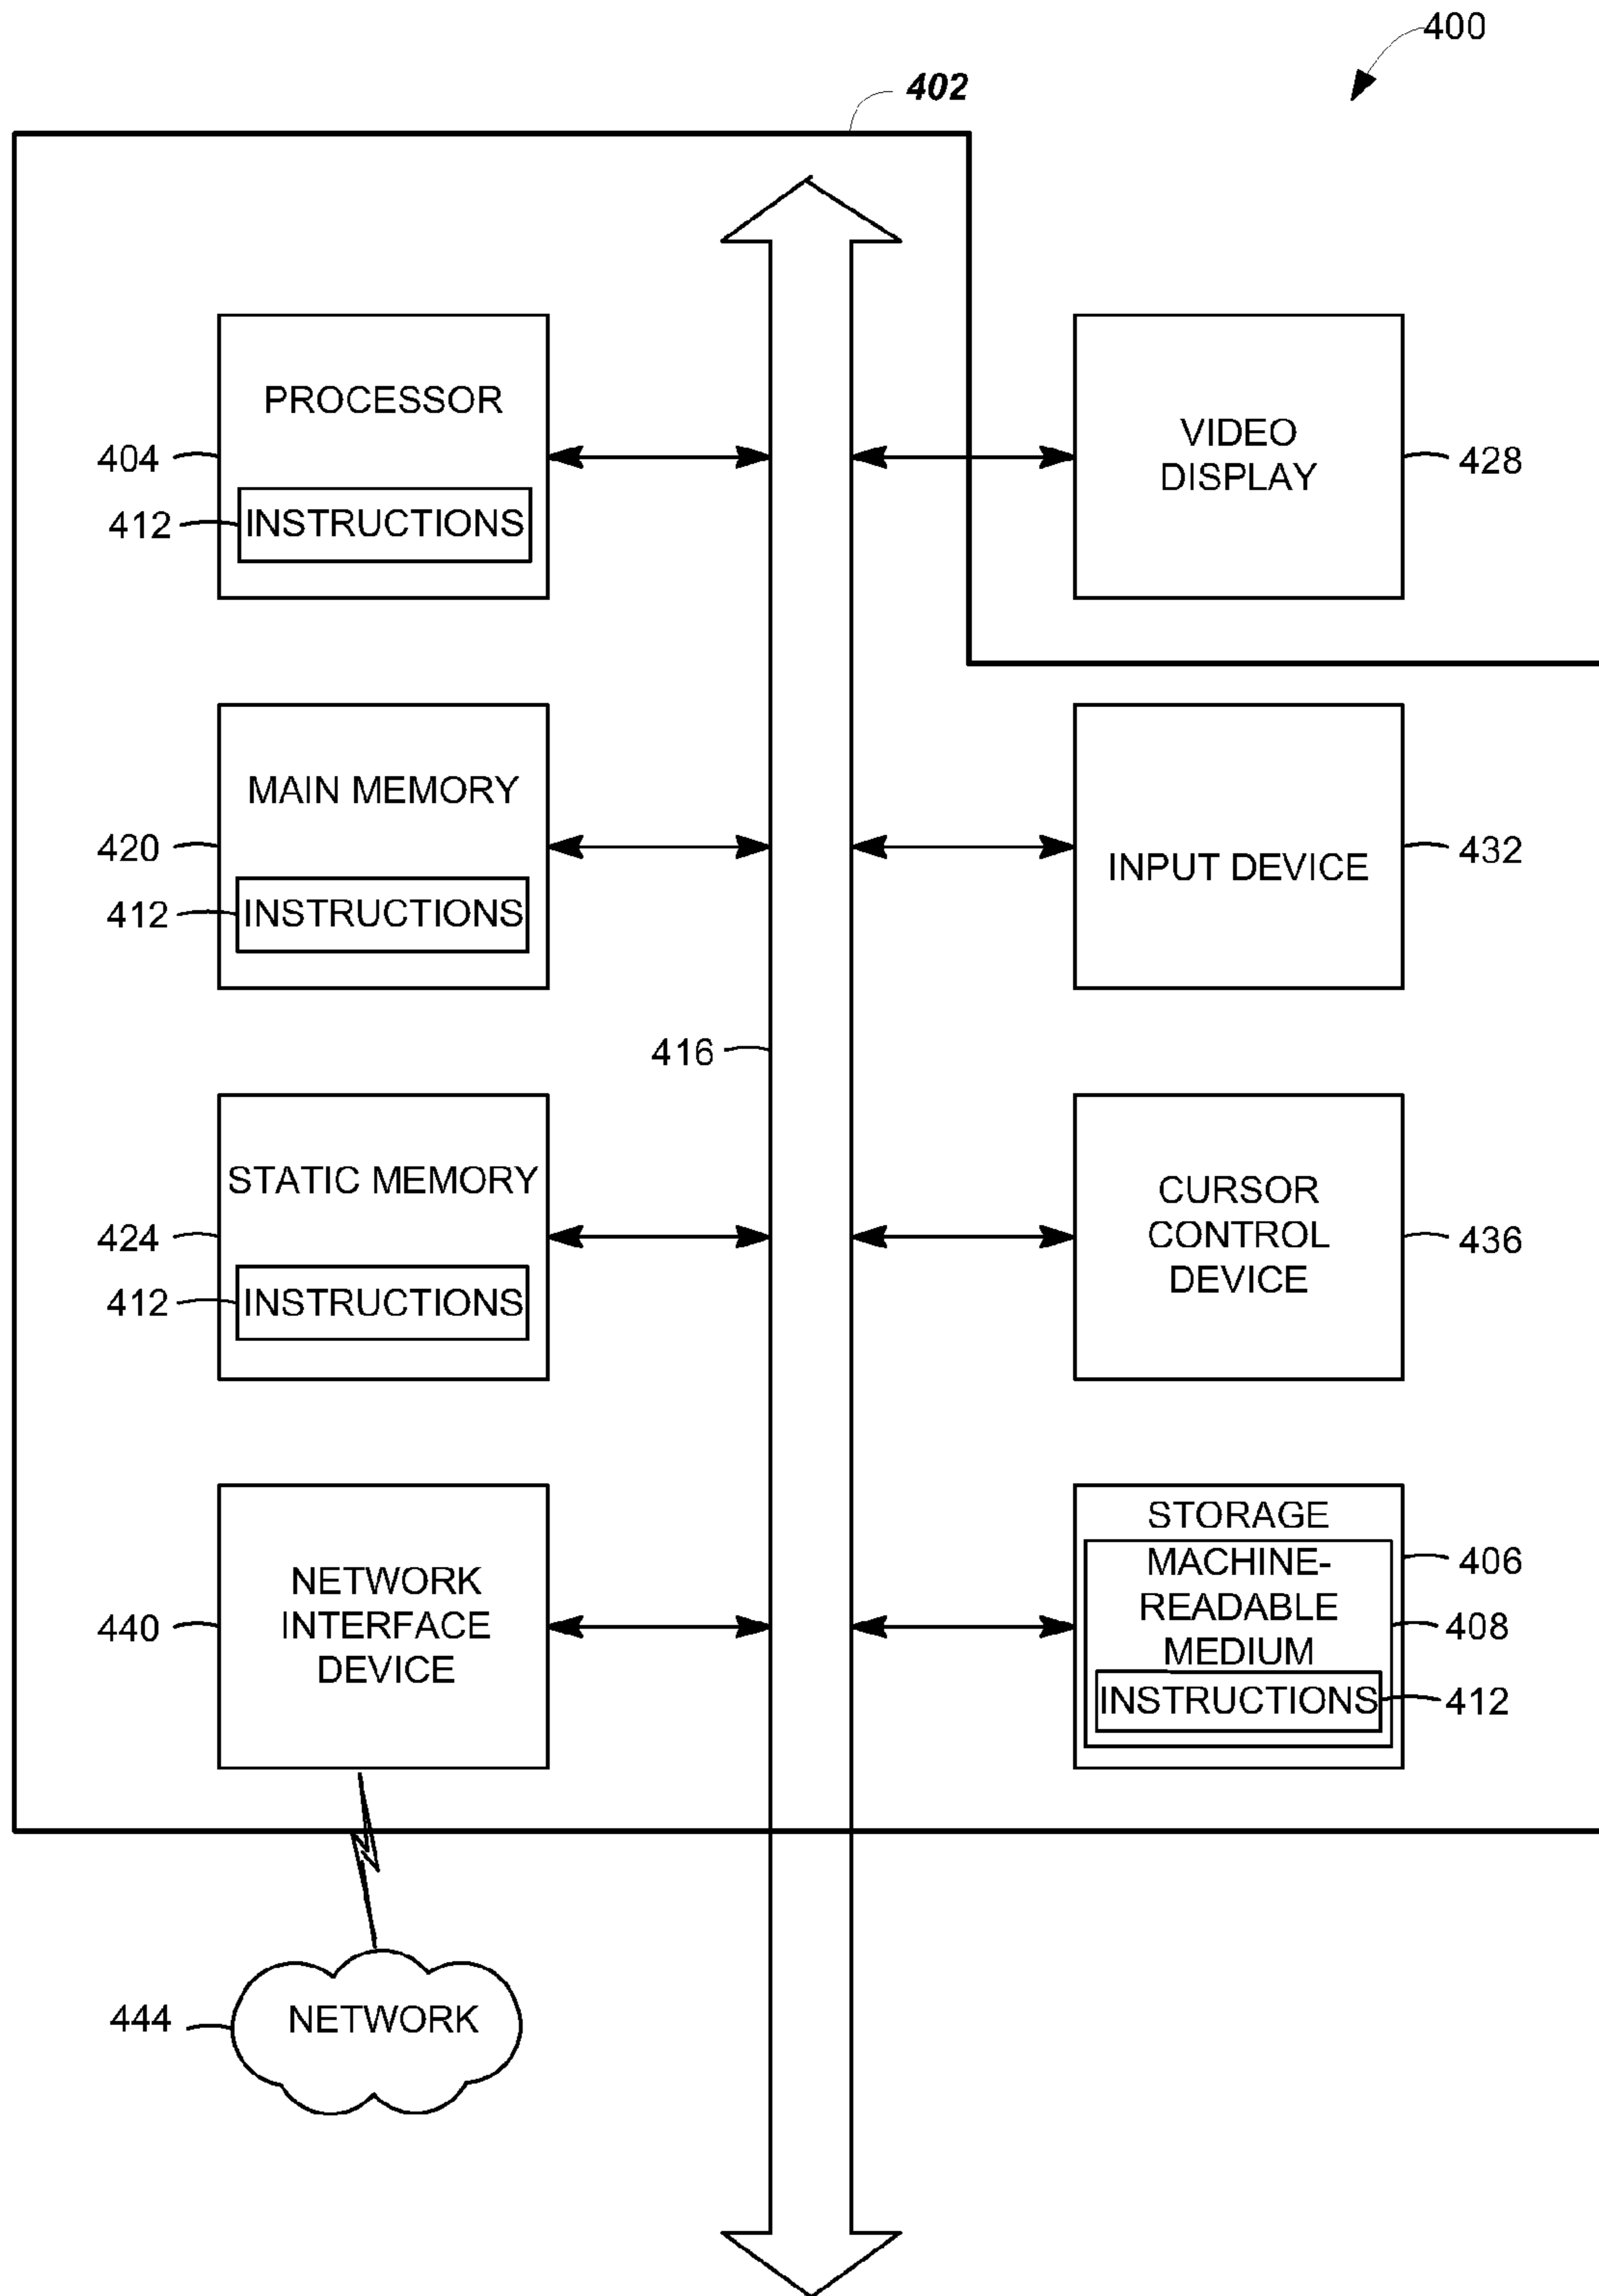 400
402
PROCESSOR
404
412
INSTRUCTIONS
VIDEO
DISPLAY
428
MAIN MEMORY
420
412
INSTRUCTIONS
INPUT DEVICE
432
416
STATIC MEMORY
424
412
INSTRUCTIONS
CURSOR
CONTROL
DEVICE
436
NETWORK
INTERFACE
DEVICE
440
STORAGE
406
MACHINE-
READABLE
MEDIUM
408
INSTRUCTIONS
412
444
NETWORK